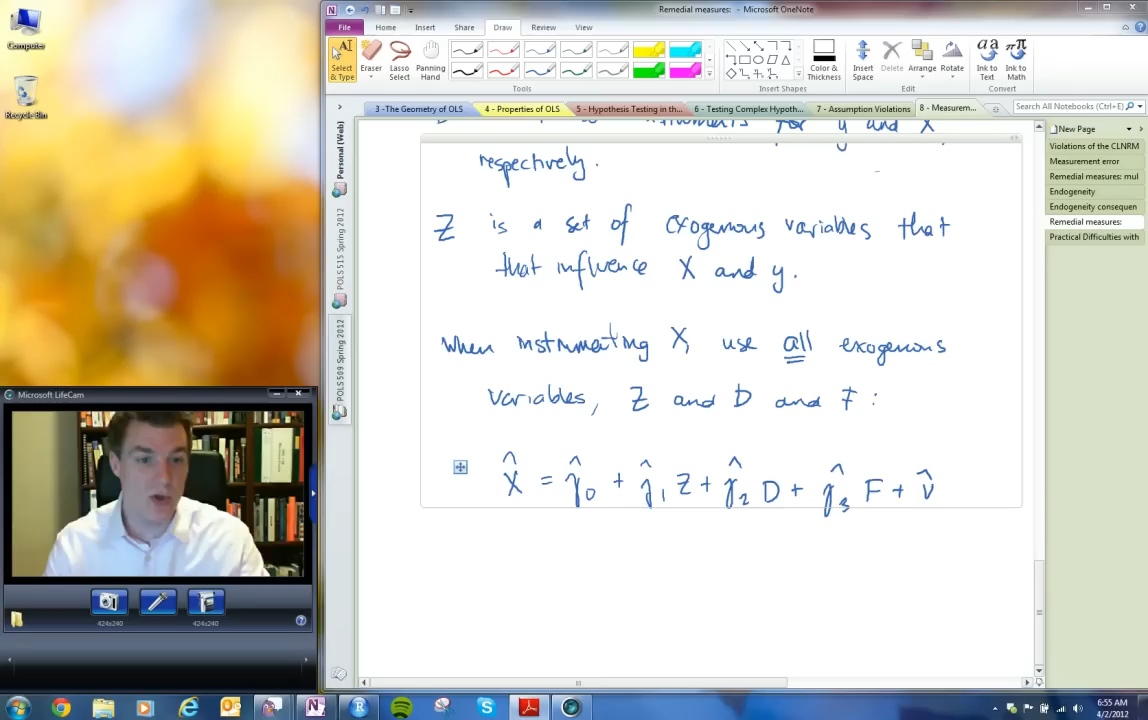 Remedial measures: - Microsoft OneNote
File Home Insert Share Draw Review View
Computer
Recycle Bin
Select & Type
Eraser
Lasso Select
Panning Hand
Color & Thickness
Insert Space
Delete
Arrange
Rotate
Ink to Text
Ink to Math
Tools
Insert Shapes
Edit
Convert
3 -The Geometry of OLS
4 - Properties of OLS
5 - Hypothesis Testing in th
6 - Testing Complex Hypoth
7 - Assumption Violations
8 - Measurem
Search All Notebooks (Ctrl+E)
New Page
Violations of the CLNRM
Measurement error
Remedial measures: mul
Endogeneity
Endogeneity consequen
Remedial measures:
Practical Difficulties with
Personal (Web)
POLS 515 Spring 2012
POLS 509 Spring 2012
for y and X
respectively.
Z is a set of exogenous variables that
that influence X and y.
When instrumenting X, use all exogenous
variables, Z and D and F:
X̂ = γ̂₀ + γ̂₁ Z + γ̂₂ D + γ̂₃ F + v̂
Microsoft LifeCam
424x240
424x240
6:55 AM
4/2/2012